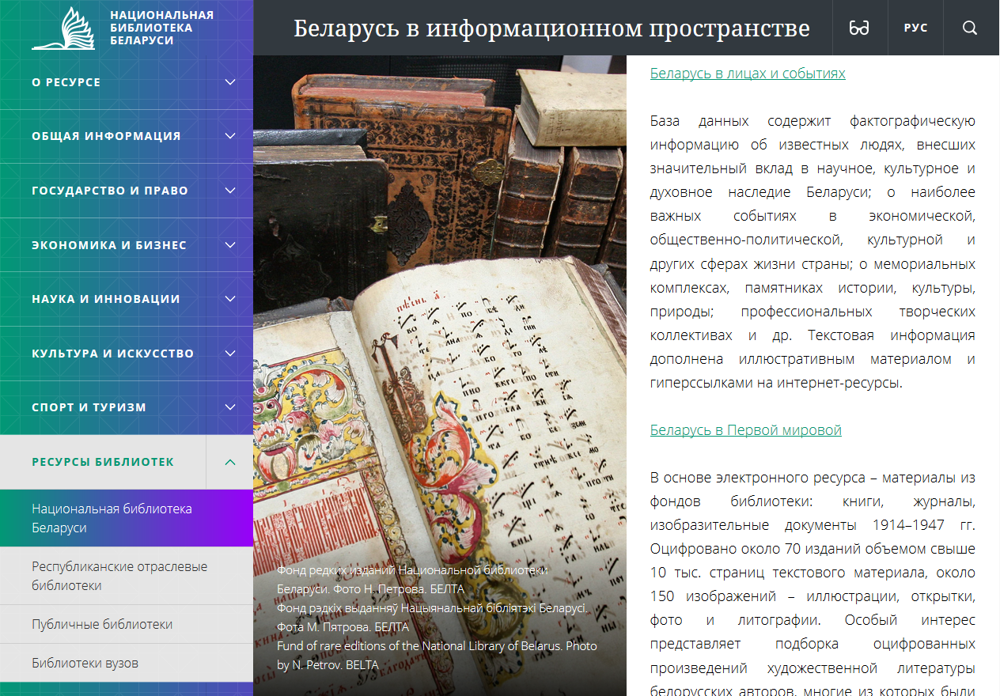 НАЦИОНАЛЬНАЯ
БИБЛИОТЕКА
БЕЛАРУСИ
Беларусь в информационном пространстве
РУС
О РЕСУРСЕ
ОБЩАЯ ИНФОРМАЦИЯ
ГОСУДАРСТВО И ПРАВО
ЭКОНОМИКА И БИЗНЕС
НАУКА И ИННОВАЦИИ
КУЛЬТУРА И ИСКУССТВО
СПОРТ И ТУРИЗМ
РЕСУРСЫ БИБЛИОТЕК
Национальная библиотека
Беларуси
Республиканские отраслевые
библиотеки
Публичные библиотеки
Библиотеки вузов
Фонд редких изданий Национальной библиотеки
Беларуси. Фото Н. Петрова. БЕЛТА
Фонд рэдкіх выданняў Нацыянальнай бібліятэкі Беларусі.
Фота М. Пятрова. БЕЛТА
Fund of rare editions of the National Library of Belarus. Photo
by N. Petrov. BELTA
Беларусь в лицах и событиях
База данных содержит фактографическую
информацию об известных людях, внесших
значительный вклад в научное, культурное и
духовное наследие Беларуси; о наиболее
важных событиях в экономической,
общественно-политической, культурной и
других сферах жизни страны; о мемориальных
комплексах, памятниках истории, культуры,
природы; профессиональных творческих
коллективах и др. Текстовая информация
дополнена иллюстративным материалом и
гиперссылками на интернет-ресурсы.
Беларусь в Первой мировой
В основе электронного ресурса – материалы из
фондов библиотеки: книги, журналы,
изобразительные документы 1914–1947 гг.
Оцифровано около 70 изданий объемом свыше
10 тыс. страниц текстового материала, около
150 изображений – иллюстрации, открытки,
фото и литографии. Особый интерес
представляет подборка оцифрованных
произведений художественной литературы
белорусских авторов, многие из которых были